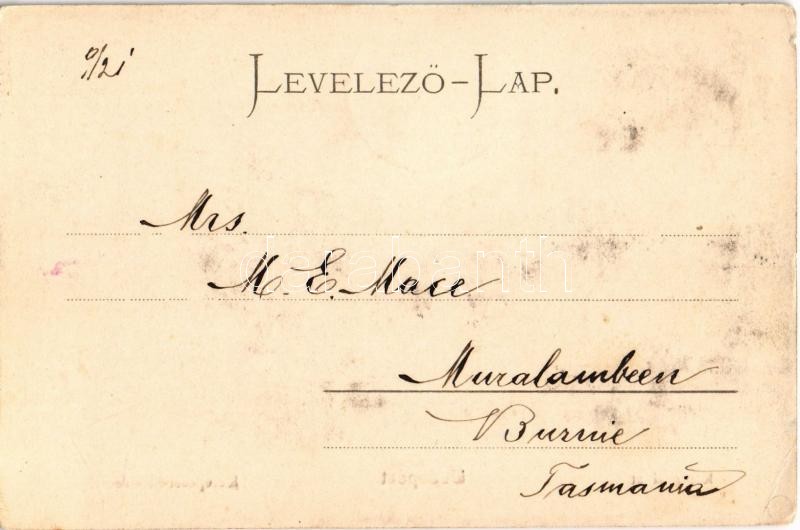 9/21
LEVELEZŐ-LAP.
Mrs.
M. E. Mace
Muralambeen
Burnie
Tasmania